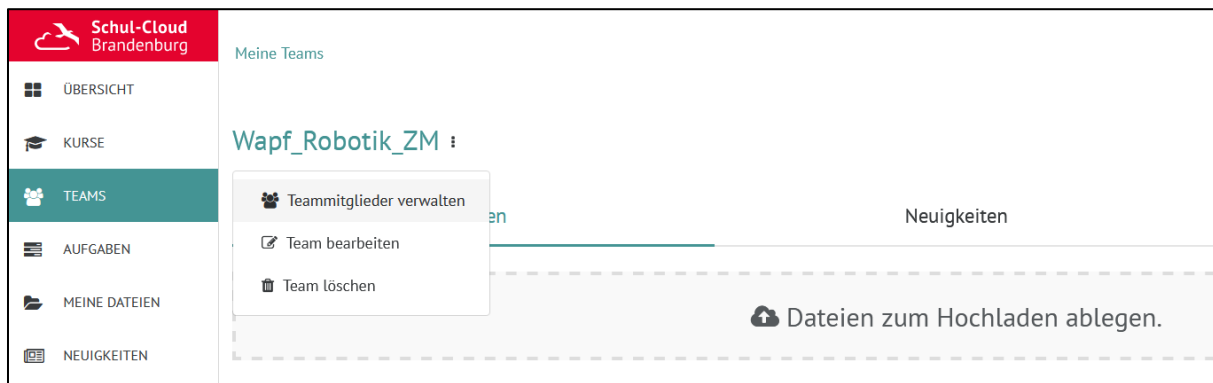 Schul-Cloud
Brandenburg
Meine Teams
ÜBERSICHT
KURSE
Wapf_Robotik_ZM
TEAMS
Teammitglieder verwalten
en
Neuigkeiten
Team bearbeiten
AUFGABEN
Team löschen
MEINE DATEIEN
Dateien zum Hochladen ablegen.
NEUIGKEITEN